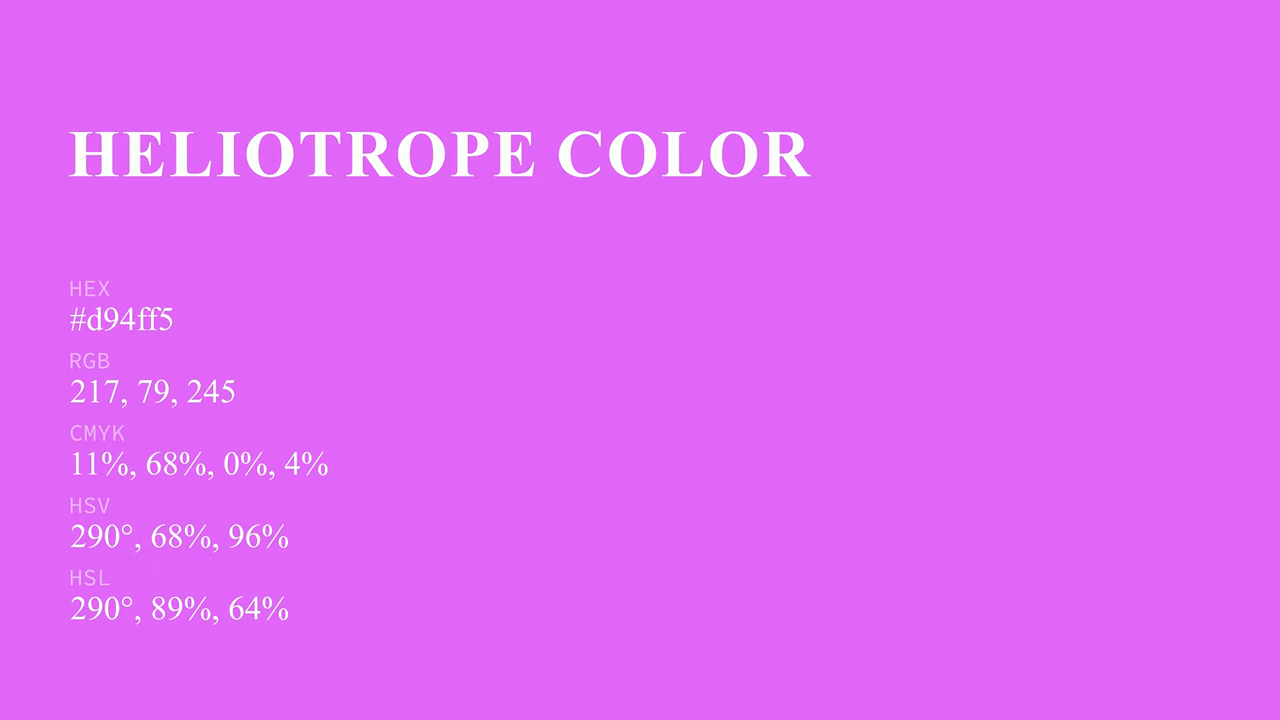 HELIOTROPE COLOR
HEX
#d94ff5
RGB
217, 79, 245
CMYK
11%, 68%, 0%, 4%
HSV
290°, 68%, 96%
HSL
290°, 89%, 64%